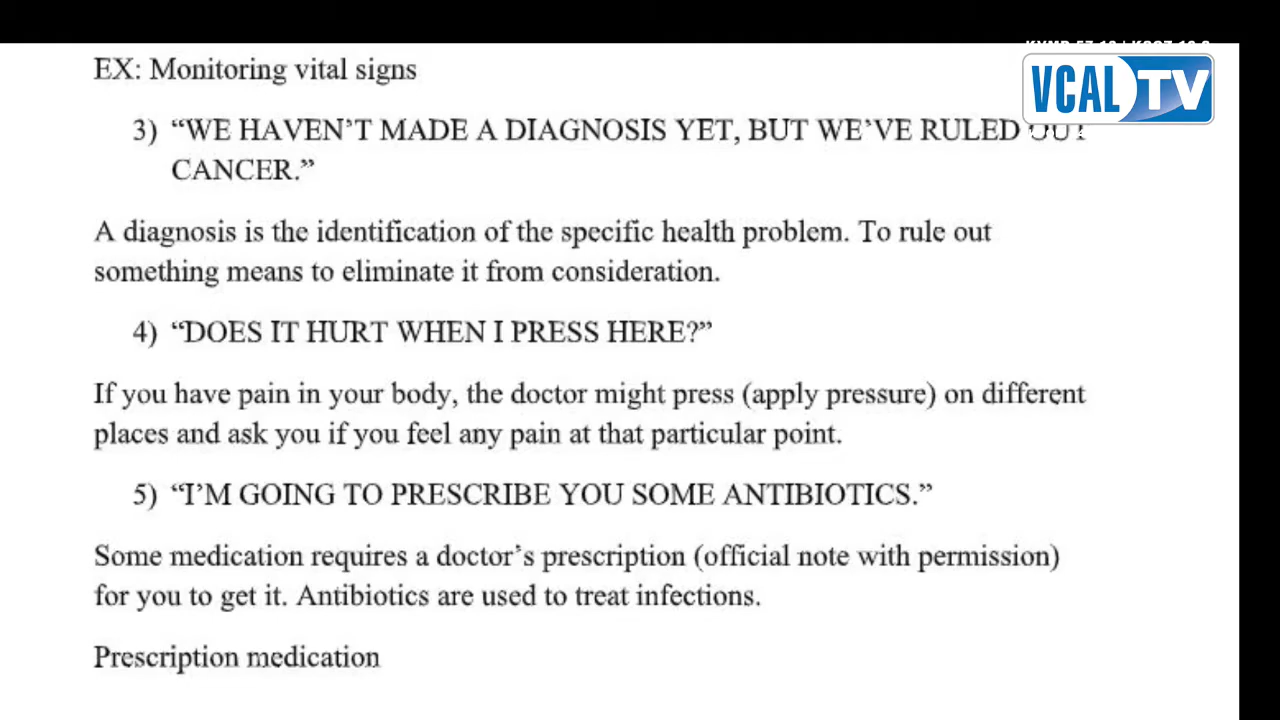 EX: Monitoring vital signs
3) “WE HAVEN’T MADE A DIAGNOSIS YET, BUT WE’VE RULED OUT
CANCER.”
A diagnosis is the identification of the specific health problem. To rule out
something means to eliminate it from consideration.
4) “DOES IT HURT WHEN I PRESS HERE?”
If you have pain in your body, the doctor might press (apply pressure) on different
places and ask you if you feel any pain at that particular point.
5) “I’M GOING TO PRESCRIBE YOU SOME ANTIBIOTICS.”
Some medication requires a doctor’s prescription (official note with permission)
for you to get it. Antibiotics are used to treat infections.
Prescription medication
VCAL TV